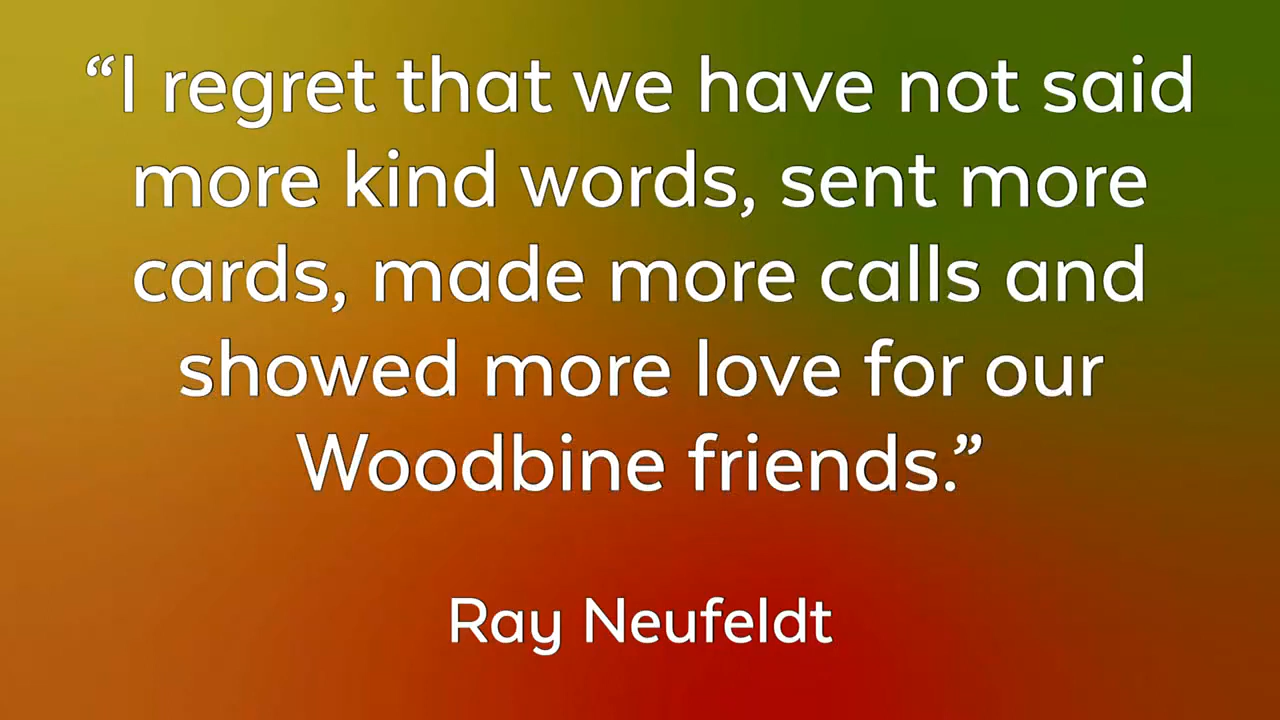 “I regret that we have not said
more kind words, sent more
cards, made more calls and
showed more love for our
Woodbine friends.”
Ray Neufeldt